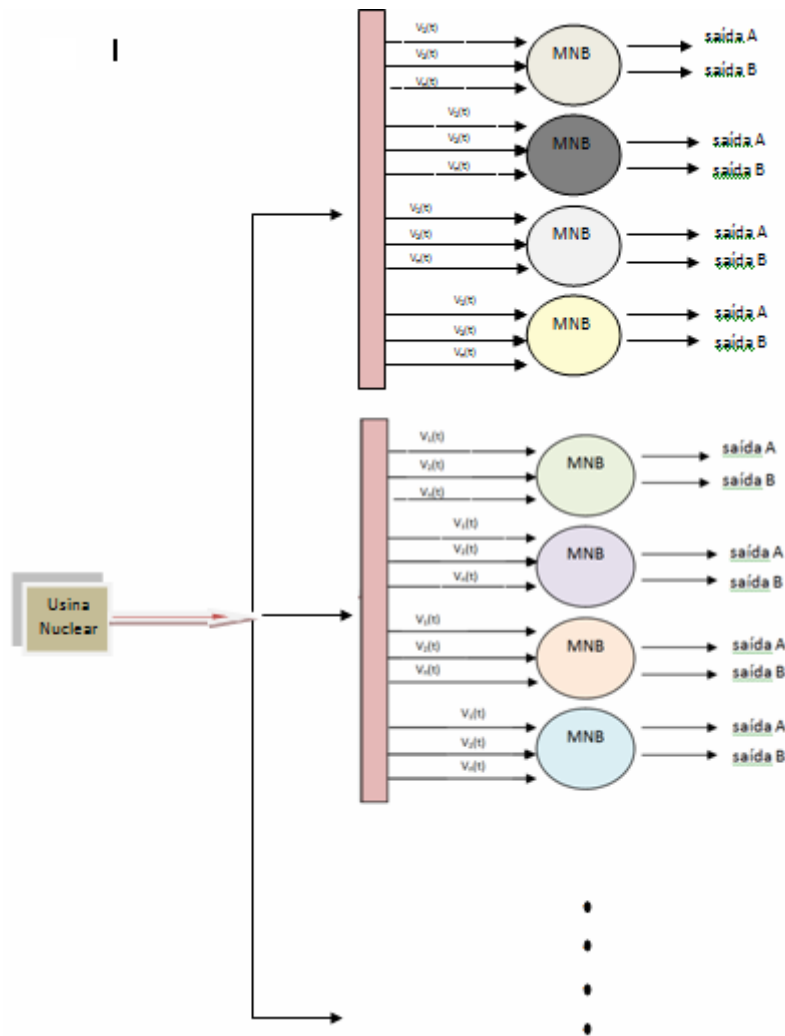 I
MNB
saída A
saída B
MNB
saída A
saída B
MNB
saída A
saída B
MNB
saída A
saída B
V₁(t)
V₂(t)
Vₙ(t)
MNB
saída A
saída B
V₁(t)
V₂(t)
Vₙ(t)
MNB
saída A
saída B
Usina
Nuclear
V₁(t)
V₂(t)
Vₙ(t)
MNB
saída A
saída B
V₁(t)
V₂(t)
Vₙ(t)
MNB
saída A
saída B